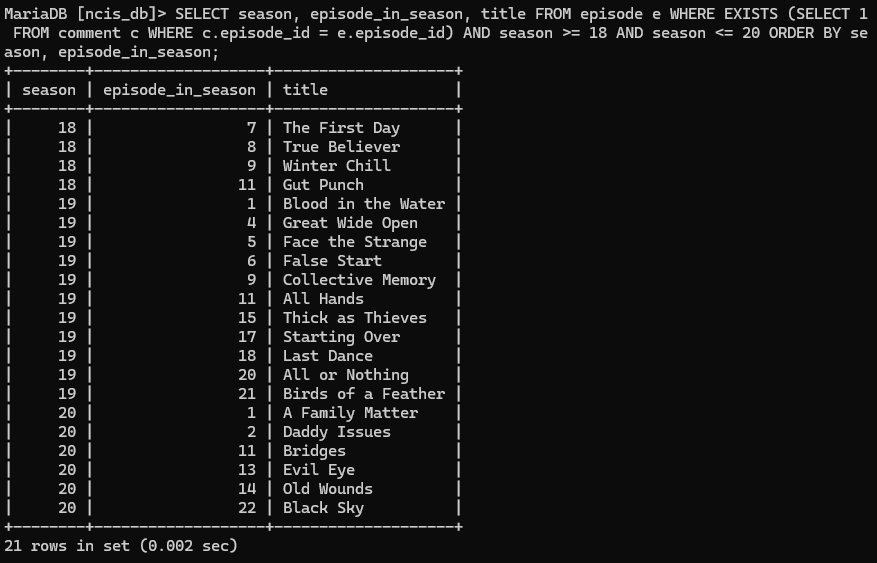 MariaDB [ncis_db]> SELECT season, episode_in_season, title FROM episode e WHERE EXISTS (SELECT 1
 FROM comment c WHERE c.episode_id = e.episode_id) AND season >= 18 AND season <= 20 ORDER BY se
ason, episode_in_season;
+--------+-------------------+--------------------+
| season | episode_in_season | title              |
+--------+-------------------+--------------------+
|     18 |                 7 | The First Day      |
|     18 |                 8 | True Believer      |
|     18 |                 9 | Winter Chill       |
|     18 |                11 | Gut Punch          |
|     19 |                 1 | Blood in the Water |
|     19 |                 4 | Great Wide Open    |
|     19 |                 5 | Face the Strange   |
|     19 |                 6 | False Start        |
|     19 |                 9 | Collective Memory  |
|     19 |                11 | All Hands          |
|     19 |                15 | Thick as Thieves   |
|     19 |                17 | Starting Over      |
|     19 |                18 | Last Dance         |
|     19 |                20 | All or Nothing     |
|     19 |                21 | Birds of a Feather |
|     20 |                 1 | A Family Matter    |
|     20 |                 2 | Daddy Issues       |
|     20 |                11 | Bridges            |
|     20 |                13 | Evil Eye           |
|     20 |                14 | Old Wounds         |
|     20 |                22 | Black Sky          |
+--------+-------------------+--------------------+
21 rows in set (0.002 sec)